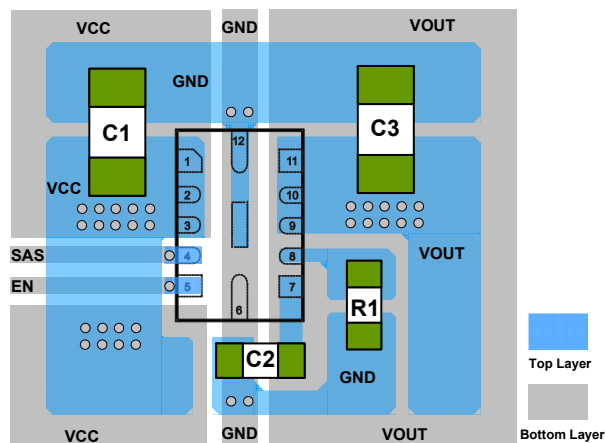 VCC GND VOUT
GND
C1 C3
12
1 11
VCC
2 10
3 9
SAS 4 8 VOUT
EN 5 7
6 R1
C2
GND
Top Layer
VCC GND VOUT
Bottom Layer